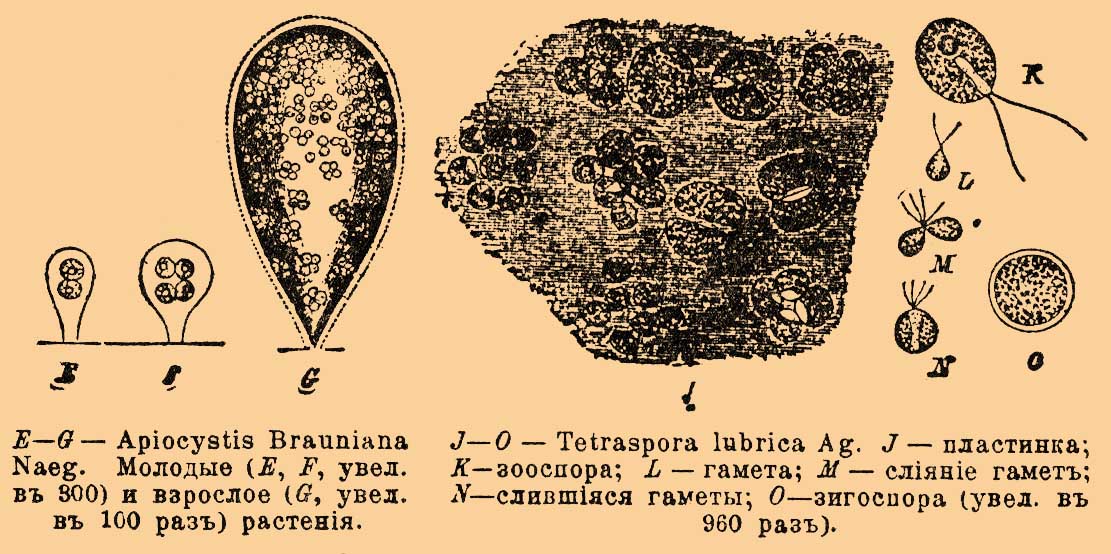 K
L
M
E
F
G
J
N
O
E—G — Apiocystis Brauniana
Naeg. Молодые (E, F, увел.
въ 300) и взрослое (G, увел.
въ 100 разъ) растенія.
J—O — Tetraspora lubrica Ag. J — пластинка;
K—зооспора; L — гамета; M — сліяніе гаметъ;
N—слившіяся гаметы; O—зигоспора (увел. въ
960 разъ).